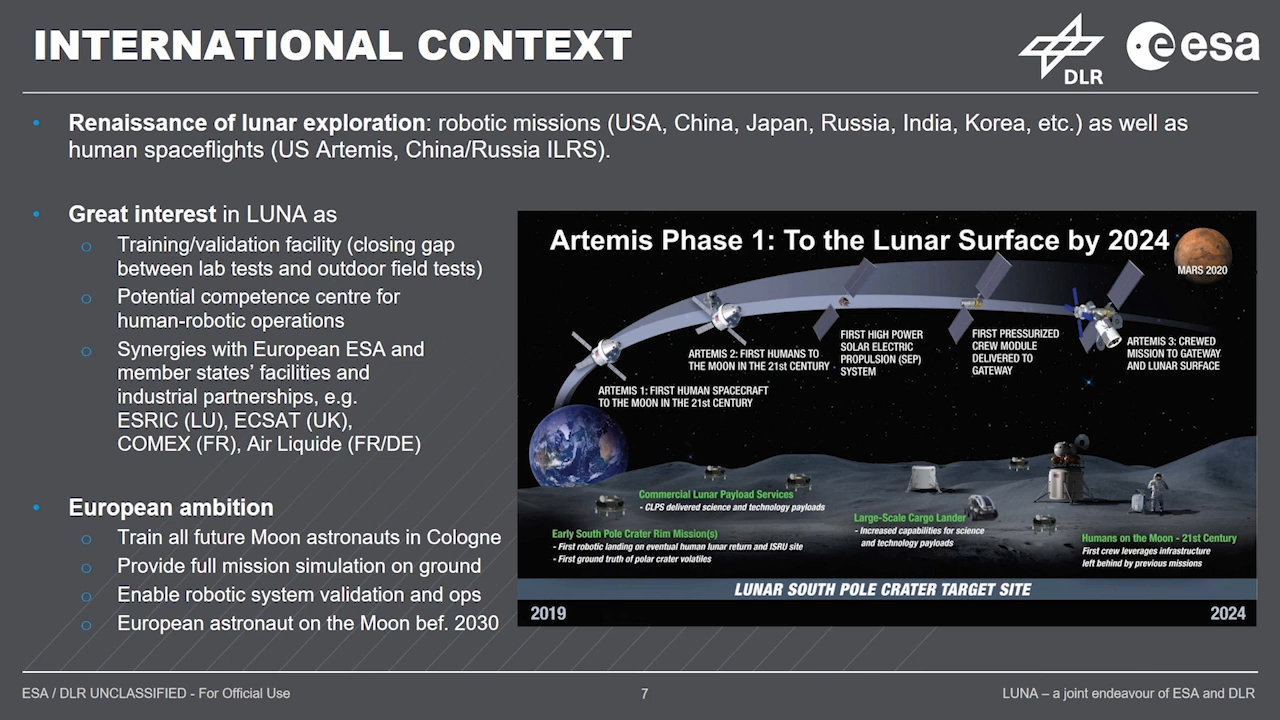 INTERNATIONAL CONTEXT
DLR
esa
• Renaissance of lunar exploration: robotic missions (USA, China, Japan, Russia, India, Korea, etc.) as well as
human spaceflights (US Artemis, China/Russia ILRS).
• Great interest in LUNA as
o Training/validation facility (closing gap
between lab tests and outdoor field tests)
o Potential competence centre for
human-robotic operations
o Synergies with European ESA and
member states’ facilities and
industrial partnerships, e.g.
ESRIC (LU), ECSAT (UK),
COMEX (FR), Air Liquide (FR/DE)
• European ambition
o Train all future Moon astronauts in Cologne
o Provide full mission simulation on ground
o Enable robotic system validation and ops
o European astronaut on the Moon bef. 2030
Artemis Phase 1: To the Lunar Surface by 2024
MARS 2020
ARTEMIS 1: FIRST HUMAN SPACECRAFT
TO THE MOON IN THE 21st CENTURY
ARTEMIS 2: FIRST HUMANS TO
THE MOON IN THE 21st CENTURY
FIRST HIGH POWER
SOLAR ELECTRIC
PROPULSION (SEP)
SYSTEM
FIRST PRESSURIZED
CREW MODULE
DELIVERED TO
GATEWAY
ARTEMIS 3: CREWED
MISSION TO GATEWAY
AND LUNAR SURFACE
Commercial Lunar Payload Services
- CLPS delivered science and technology payloads
Early South Pole Crater Rim Mission(s)
- First robotic landing on eventual human lunar return and ISRU site
- First ground truth of polar crater volatiles
Large-Scale Cargo Lander
- Increased capabilities for science
and technology payloads
Humans on the Moon - 21st Century
First crew leverages infrastructure
left behind by previous missions
LUNAR SOUTH POLE CRATER TARGET SITE
2019
2024
ESA / DLR UNCLASSIFIED - For Official Use
7
LUNA – a joint endeavour of ESA and DLR